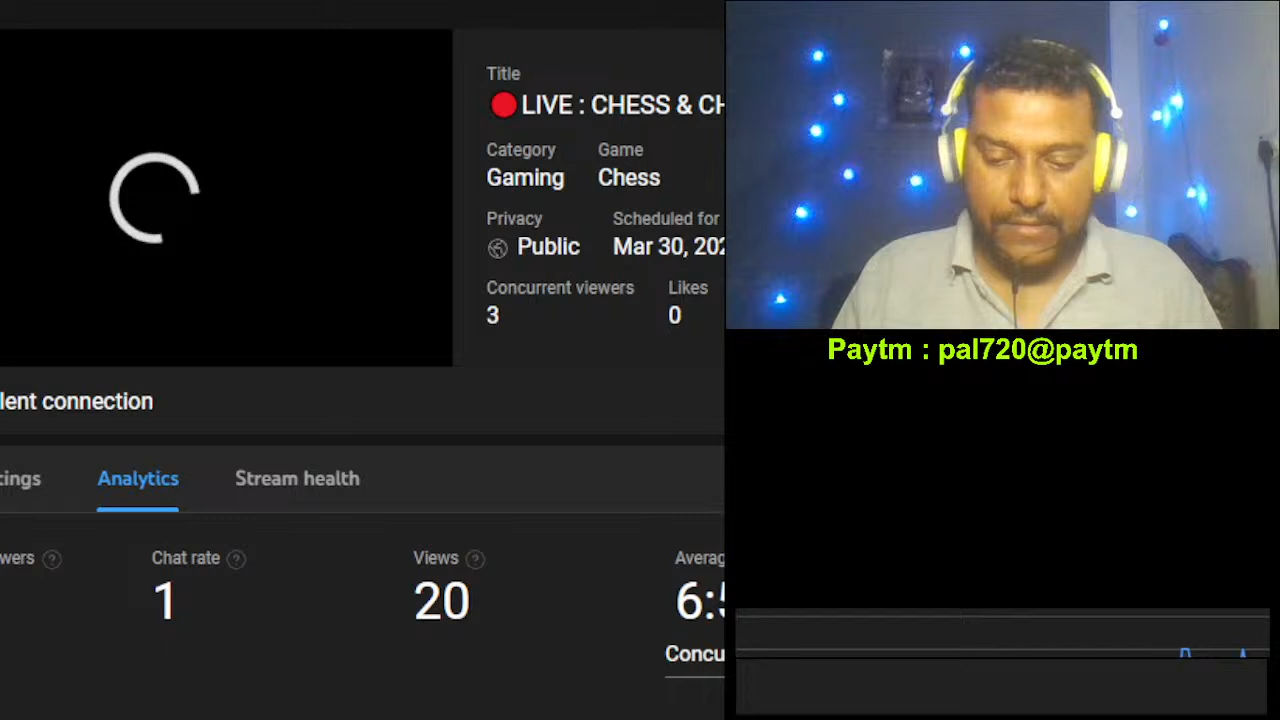 Title
LIVE : CHESS & CH
Category Game
Gaming Chess
Privacy Scheduled for
Public Mar 30, 202
Concurrent viewers Likes
3 0
Paytm : pal720@paytm
lent connection
tings Analytics Stream health
wers ? Chat rate ? Views ? Averag
1 20 6:5
Concu